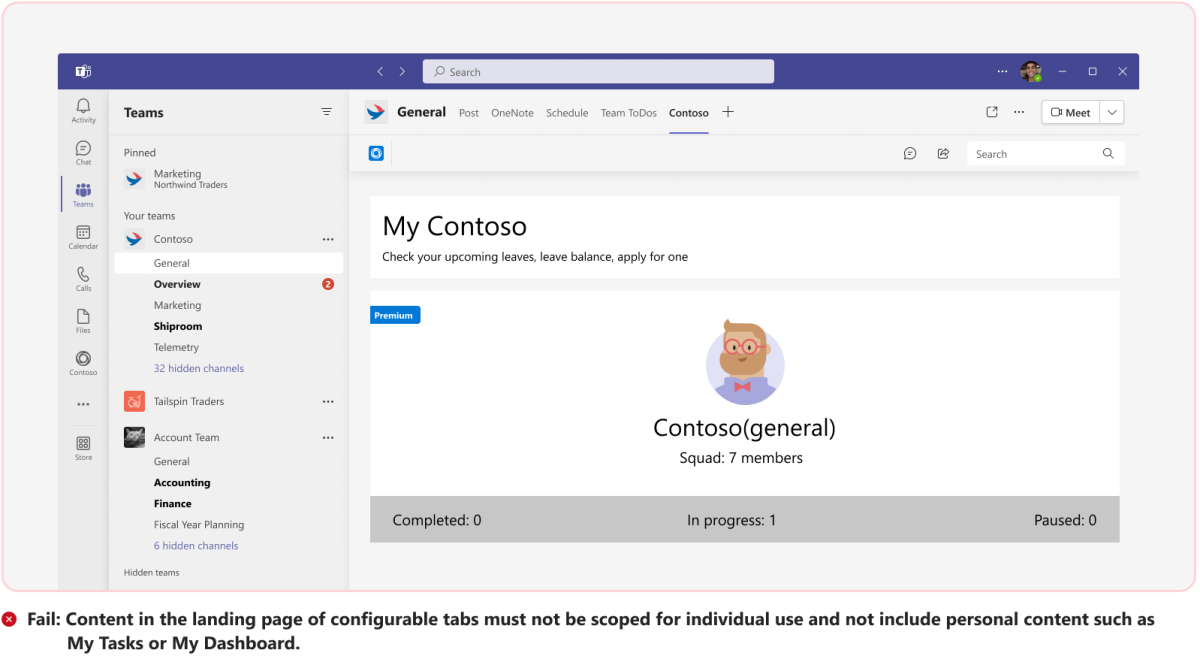 Search
Activity
Chat
Teams
Calendar
Calls
Files
Contoso
Store
Teams
Pinned
Marketing
Northwind Traders
Your teams
Contoso
General
Overview 2
Marketing
Shiproom
Telemetry
32 hidden channels
Tailspin Traders
Account Team
General
Accounting
Finance
Fiscal Year Planning
6 hidden channels
Hidden teams
General Post OneNote Schedule Team ToDos Contoso Meet
Search
My Contoso
Check your upcoming leaves, leave balance, apply for one
Premium
Contoso(general)
Squad: 7 members
Completed: 0 In progress: 1 Paused: 0
Fail: Content in the landing page of configurable tabs must not be scoped for individual use and not include personal content such as
My Tasks or My Dashboard.